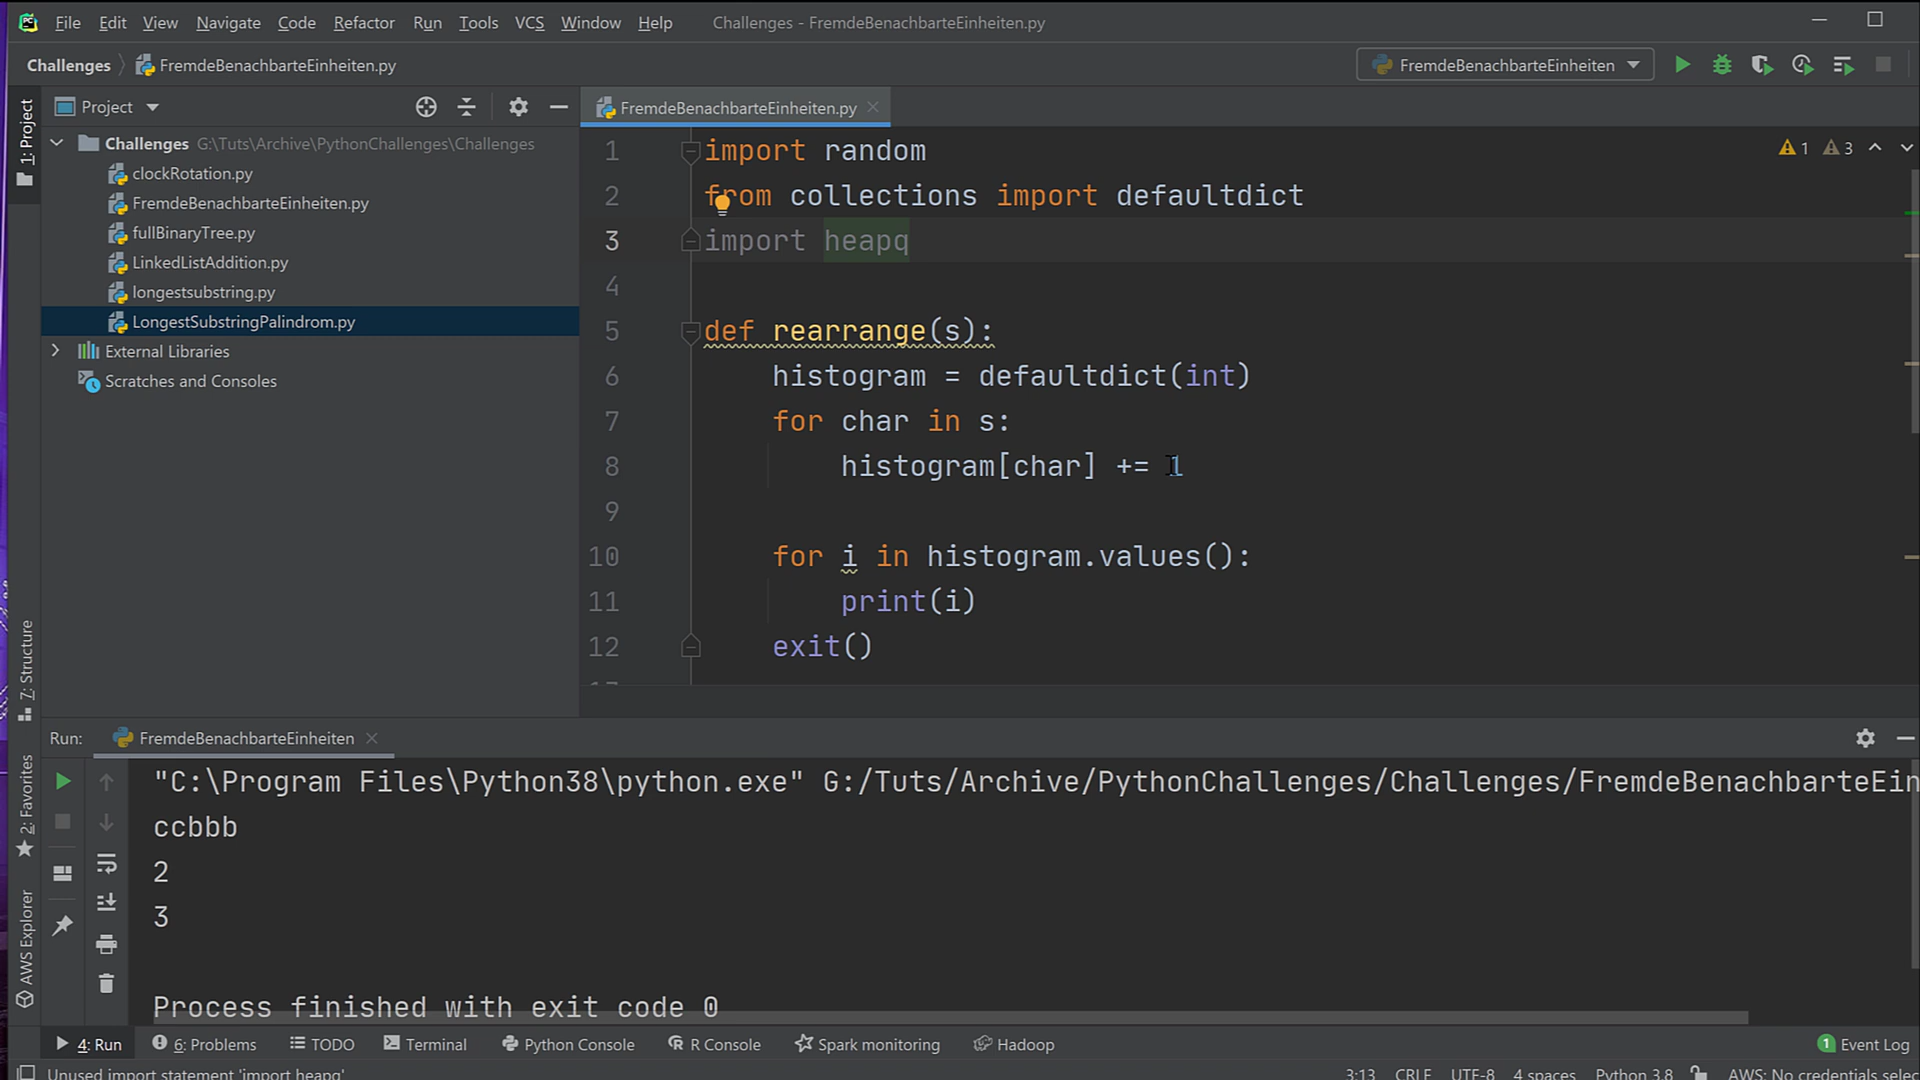 File Edit View Navigate Code Refactor Run Tools VCS Window Help Challenges - FremdeBenachbarteEinheiten.py
Challenges FremdeBenachbarteEinheiten.py FremdeBenachbarteEinheiten
1: Project
Project
FremdeBenachbarteEinheiten.py
Challenges G:\Tuts\Archive\PythonChallenges\Challenges
clockRotation.py
FremdeBenachbarteEinheiten.py
fullBinaryTree.py
LinkedListAddition.py
longestsubstring.py
LongestSubstringPalindrom.py
External Libraries
Scratches and Consoles
1 import random
2 from collections import defaultdict
3 import heapq
4
5 def rearrange(s):
6 histogram = defaultdict(int)
7 for char in s:
8 histogram[char] += 1
9
10 for i in histogram.values():
11 print(i)
12 exit()
1 3
7: Structure
2: Favorites
AWS Explorer
Run: FremdeBenachbarteEinheiten
"C:\Program Files\Python38\python.exe" G:/Tuts/Archive/PythonChallenges/Challenges/FremdeBenachbarteEin
ccbbb
2
3
Process finished with exit code 0
4: Run 6: Problems TODO Terminal Python Console R Console Spark monitoring Hadoop 1 Event Log
Unused import statement 'import heapq' 3:13 CRLF UTF-8 4 spaces Python 3.8 AWS: No credentials selec